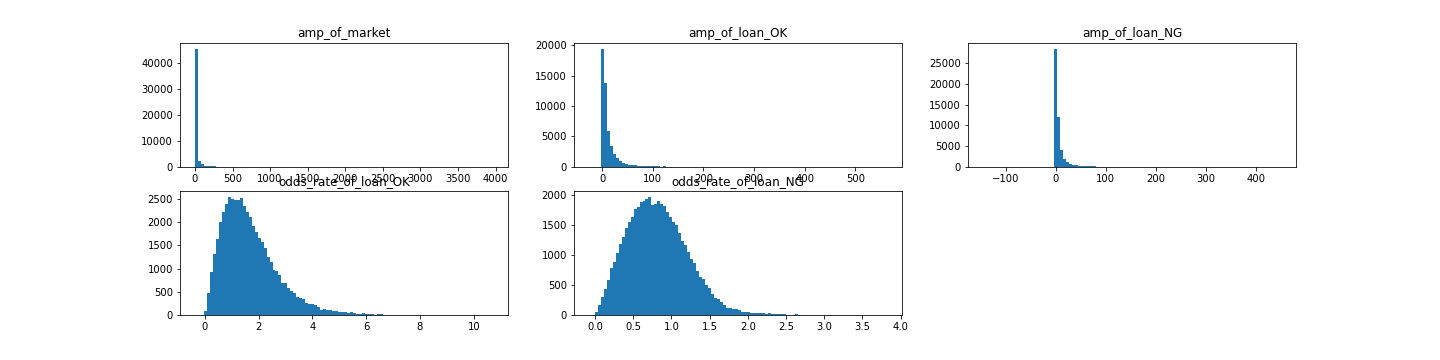 amp_of_market
amp_of_loan_OK
amp_of_loan_NG
40000
30000
20000
10000
0
0 500 1000 1500 2000 2500 3000 3500 4000
20000
15000
10000
5000
0
0 100 200 300 400 500
25000
20000
15000
10000
5000
0
−100 0 100 200 300 400
odds_rate_of_loan_OK
odds_rate_of_loan_NG
2500
2000
1500
1000
500
0
0 2 4 6 8 10
2000
1500
1000
500
0
0.0 0.5 1.0 1.5 2.0 2.5 3.0 3.5 4.0